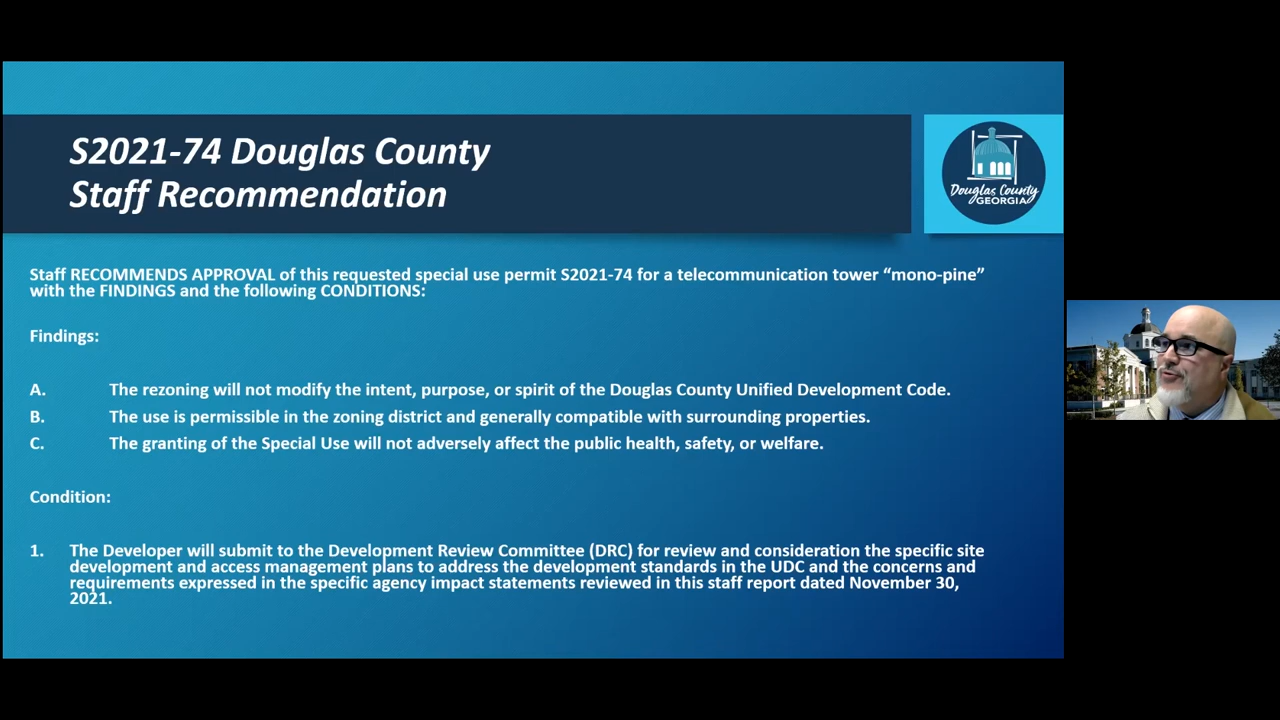 S2021-74 Douglas County
Staff Recommendation
Douglas County
GEORGIA
Staff RECOMMENDS APPROVAL of this requested special use permit S2021-74 for a telecommunication tower “mono-pine”
with the FINDINGS and the following CONDITIONS:
Findings:
A. The rezoning will not modify the intent, purpose, or spirit of the Douglas County Unified Development Code.
B. The use is permissible in the zoning district and generally compatible with surrounding properties.
C. The granting of the Special Use will not adversely affect the public health, safety, or welfare.
Condition:
1. The Developer will submit to the Development Review Committee (DRC) for review and consideration the specific site
development and access management plans to address the development standards in the UDC and the concerns and
requirements expressed in the specific agency impact statements reviewed in this staff report dated November 30,
2021.